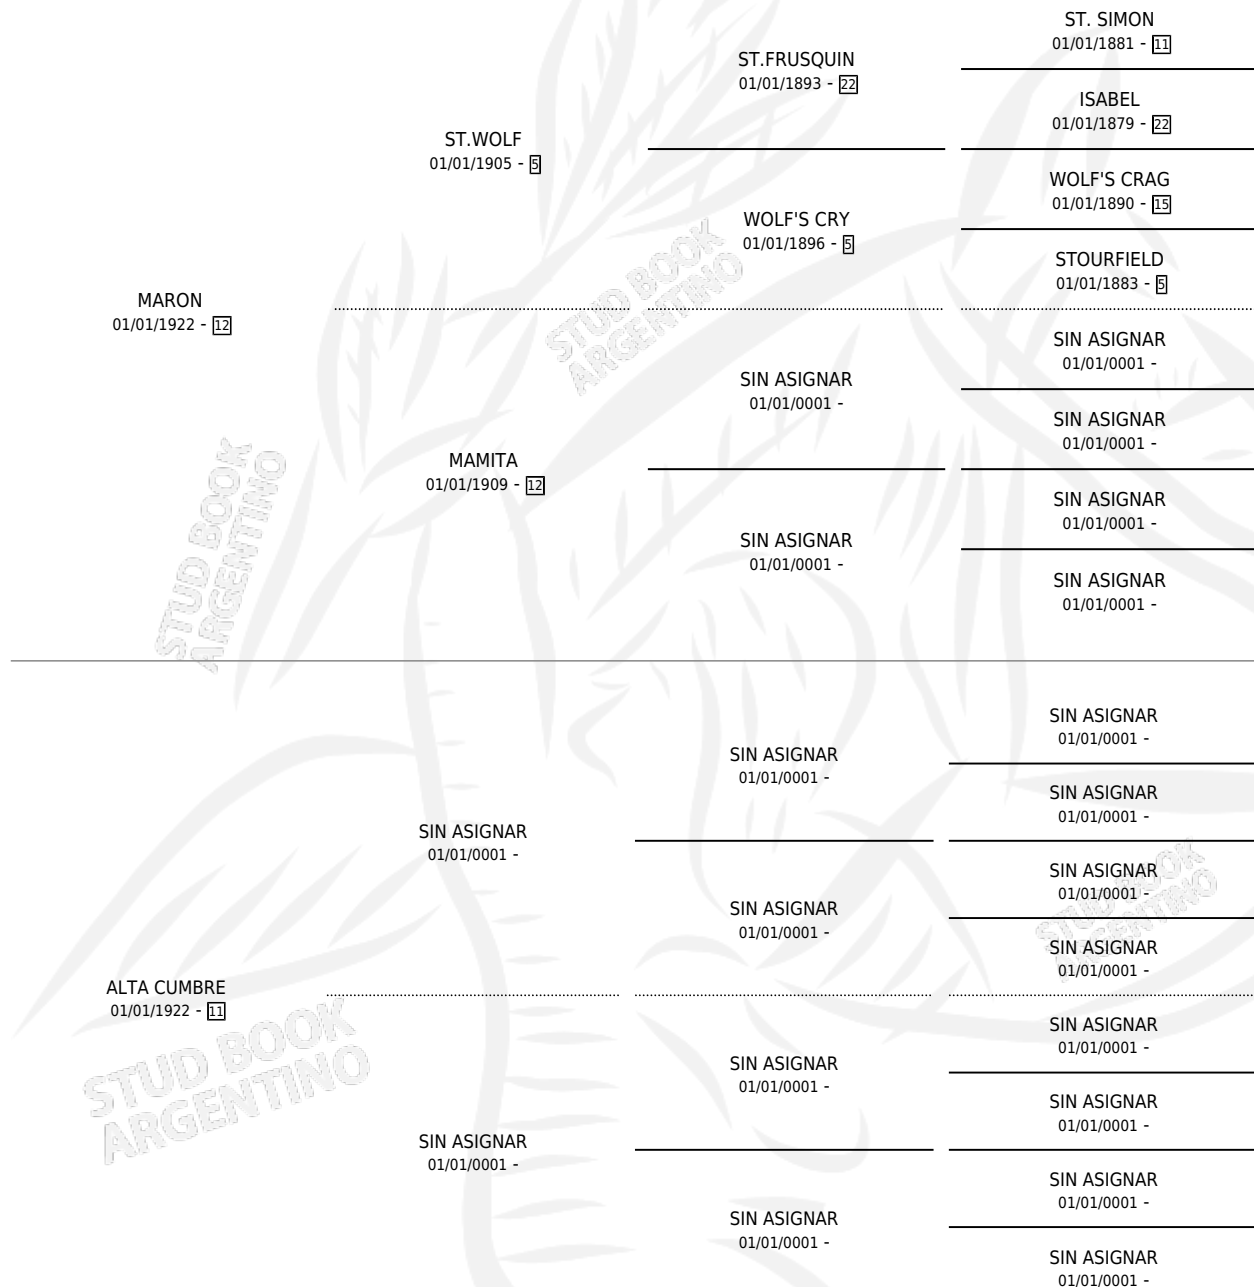 ST. SIMON
01/01/1881 - 11
ST.FRUSQUIN
01/01/1893 - 22
ISABEL
01/01/1879 - 22
ST.WOLF
01/01/1905 - 5
WOLF'S CRAG
01/01/1890 - 15
WOLF'S CRY
01/01/1896 - 5
STOURFIELD
01/01/1883 - 5
MARON
01/01/1922 - 12
SIN ASIGNAR
01/01/0001 -
SIN ASIGNAR
01/01/0001 -
SIN ASIGNAR
01/01/0001 -
MAMITA
01/01/1909 - 12
SIN ASIGNAR
01/01/0001 -
SIN ASIGNAR
01/01/0001 -
SIN ASIGNAR
01/01/0001 -
STUD BOOK
ARGENTINO
STUD BOOK
ARGENTINO
SIN ASIGNAR
01/01/0001 -
SIN ASIGNAR
01/01/0001 -
SIN ASIGNAR
01/01/0001 -
SIN ASIGNAR
01/01/0001 -
SIN ASIGNAR
01/01/0001 -
SIN ASIGNAR
01/01/0001 -
SIN ASIGNAR
01/01/0001 -
STUD BOOK
ARGENTINO
ALTA CUMBRE
01/01/1922 - 11
SIN ASIGNAR
01/01/0001 -
SIN ASIGNAR
01/01/0001 -
SIN ASIGNAR
01/01/0001 -
SIN ASIGNAR
01/01/0001 -
SIN ASIGNAR
01/01/0001 -
SIN ASIGNAR
01/01/0001 -
SIN ASIGNAR
01/01/0001 -
STUD BOOK
ARGENTINO